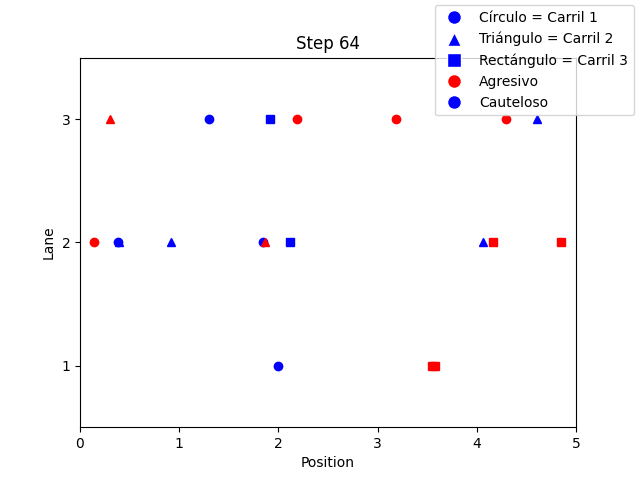 Step 64
Círculo = Carril 1
Triángulo = Carril 2
Rectángulo = Carril 3
Agresivo
Cauteloso
3
2
1
Lane
0 1 2 3 4 5
Position